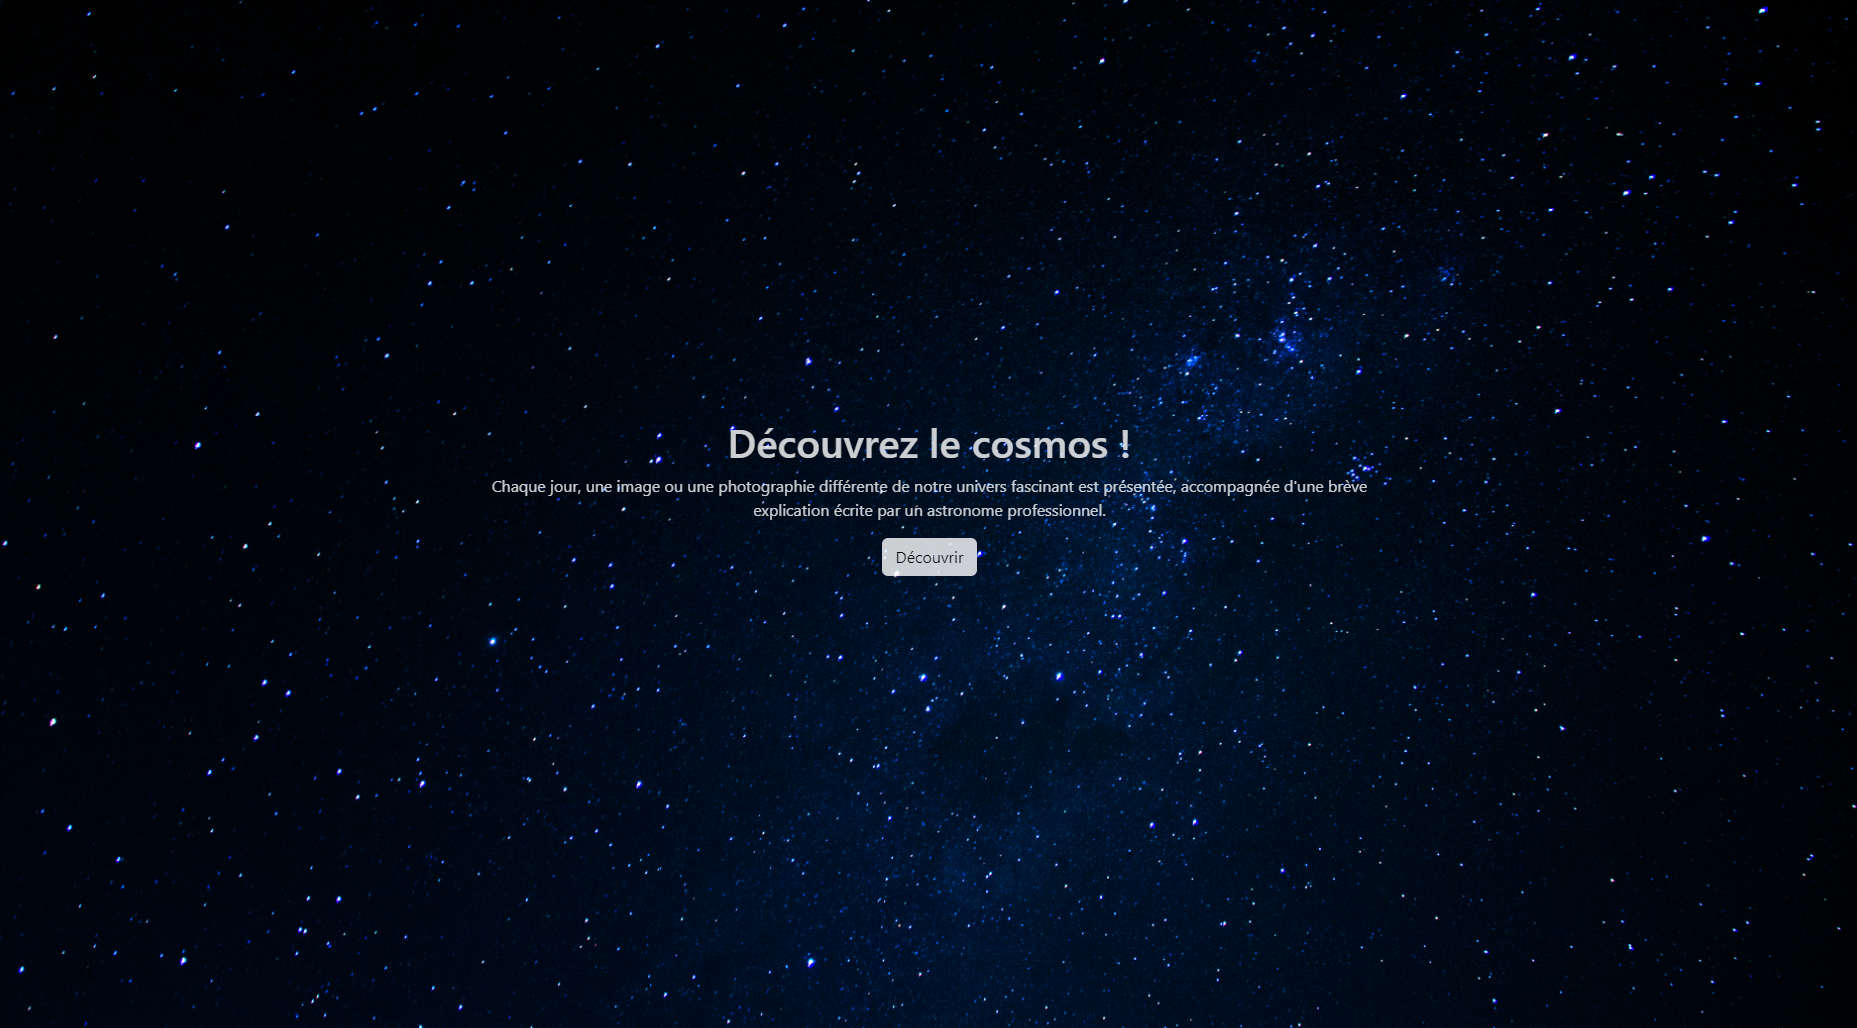 Découvrez le cosmos !
Chaque jour, une image ou une photographie différente de notre univers fascinant est présentée, accompagnée d'une brève
explication écrite par un astronome professionnel.
Découvrir